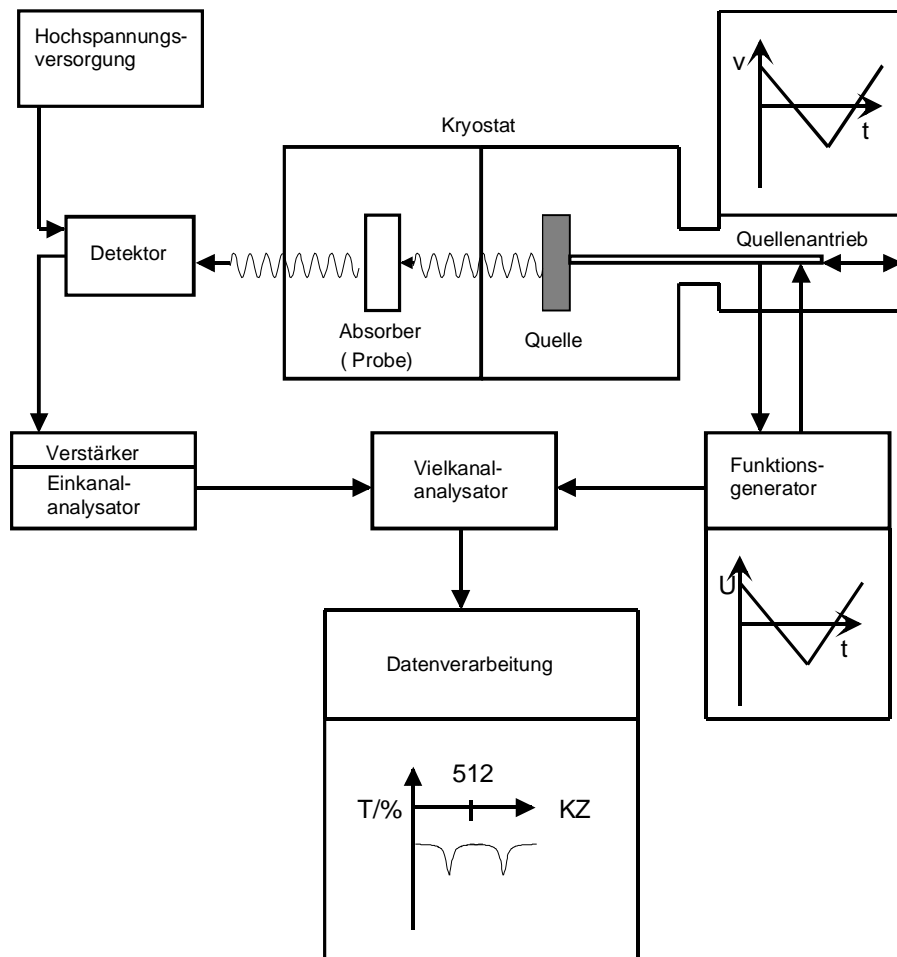 Hochspannungs-
versorgung
v
t
Kryostat
Quellenantrieb
Detektor
Absorber
( Probe)
Quelle
Verstärker
Einkanal-
analysator
Vielkanal-
analysator
Funktions-
generator
U
t
Datenverarbeitung
512
T/%
KZ